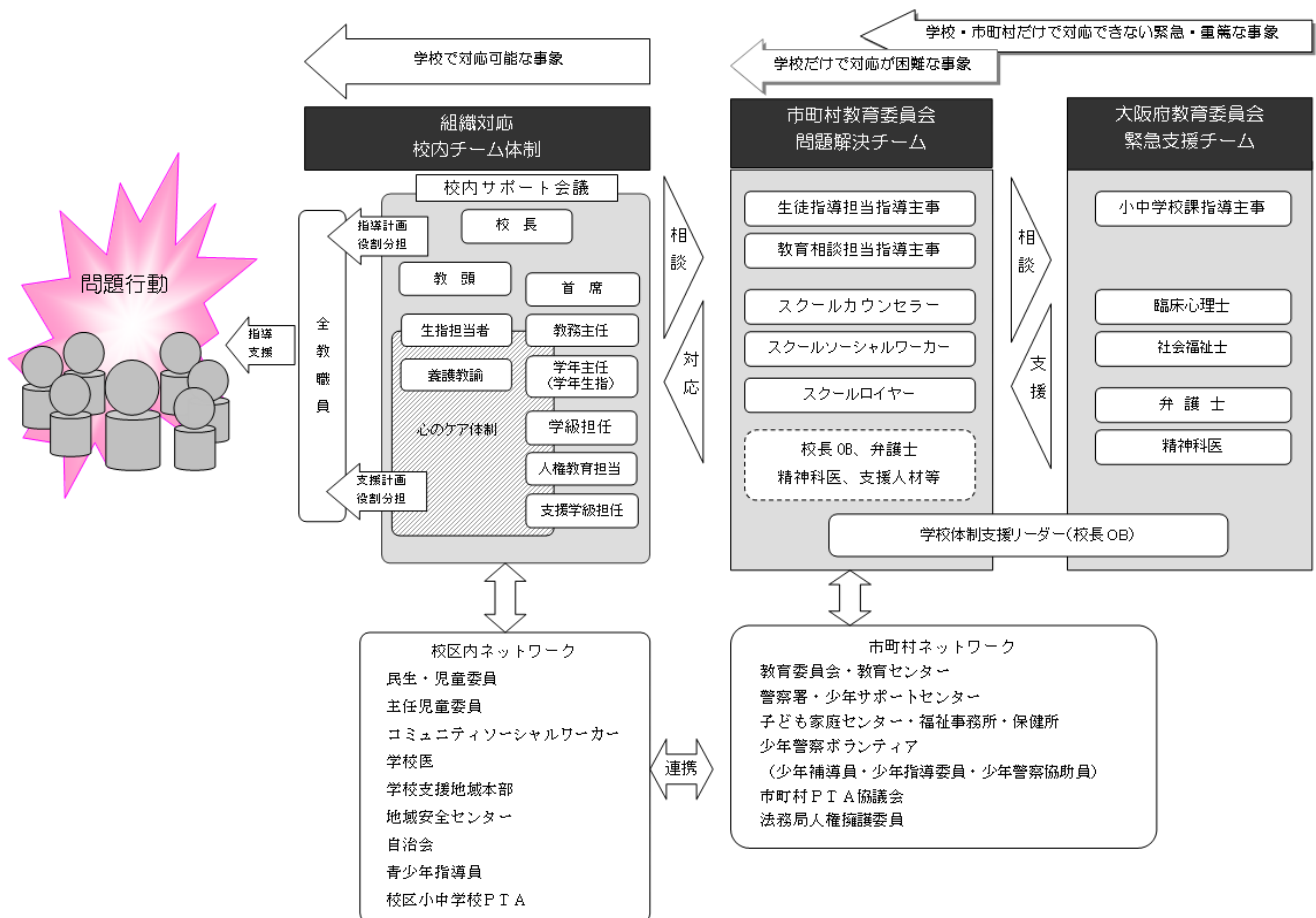 学校・市町村だけで対応できない緊急・重篤な事象
学校で対応可能な事象
学校だけで対応が困難な事象
組織対応
校内チーム体制
市町村教育委員会
問題解決チーム
大阪府教育委員会
緊急支援チーム
校内サポート会議
校 長
教 頭
首 席
生指担当者
教務主任
養護教諭
学年主任
(学年生指)
心のケア体制
学級担任
人権教育担当
支援学級担任
指導計画
役割分担
支援計画
役割分担
全教職員
指導
支援
問題行動
相談
対応
生徒指導担当指導主事
教育相談担当指導主事
スクールカウンセラー
スクールソーシャルワーカー
スクールロイヤー
校長OB、弁護士
精神科医、支援人材等
相談
支援
小中学校課指導主事
臨床心理士
社会福祉士
弁 護 士
精神科医
学校体制支援リーダー(校長OB)
校区内ネットワーク
民生・児童委員
主任児童委員
コミュニティソーシャルワーカー
学校医
学校支援地域本部
地域安全センター
自治会
青少年指導員
校区小中学校PTA
連携
市町村ネットワーク
教育委員会・教育センター
警察署・少年サポートセンター
子ども家庭センター・福祉事務所・保健所
少年警察ボランティア
(少年補導員・少年指導委員・少年警察協助員)
市町村PTA協議会
法務局人権擁護委員